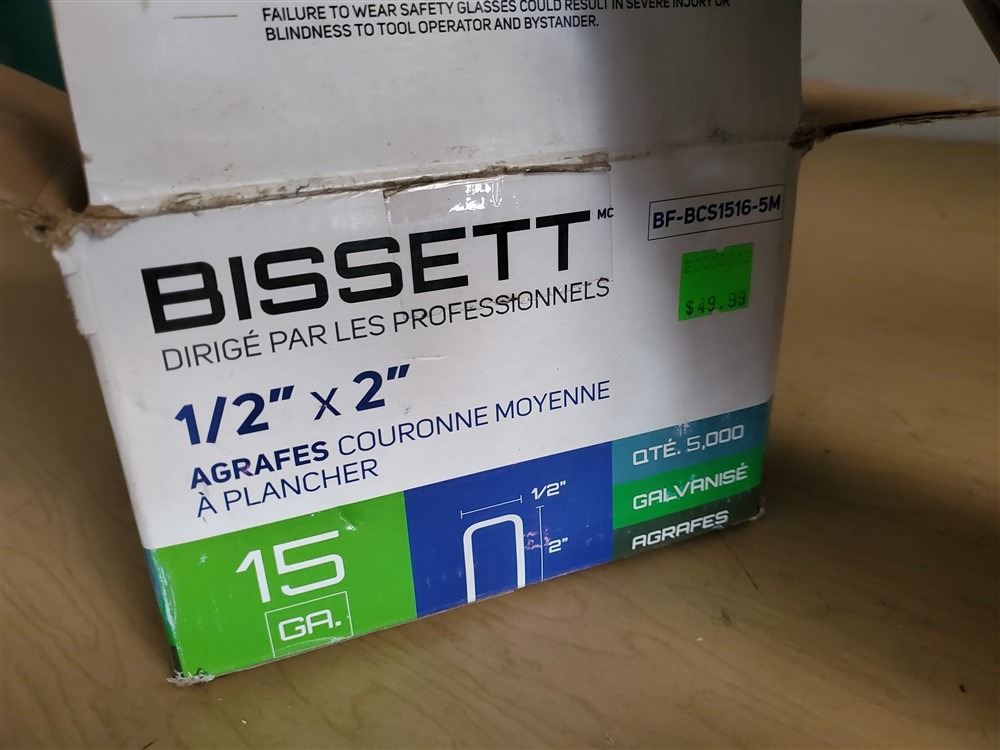 FAILURE TO WEAR SAFETY GLASSES COULD RESULT IN SEVERE INJURY OR
BLINDNESS TO TOOL OPERATOR AND BYSTANDER.
BISSETT MC
BF-BCS1516-5M
$49.99
DIRIGÉ PAR LES PROFESSIONNELS
1/2" X 2"
AGRAFES COURONNE MOYENNE
À PLANCHER
15
GA.
1/2"
2"
QTÉ. 5,000
GALVANISÉ
AGRAFES